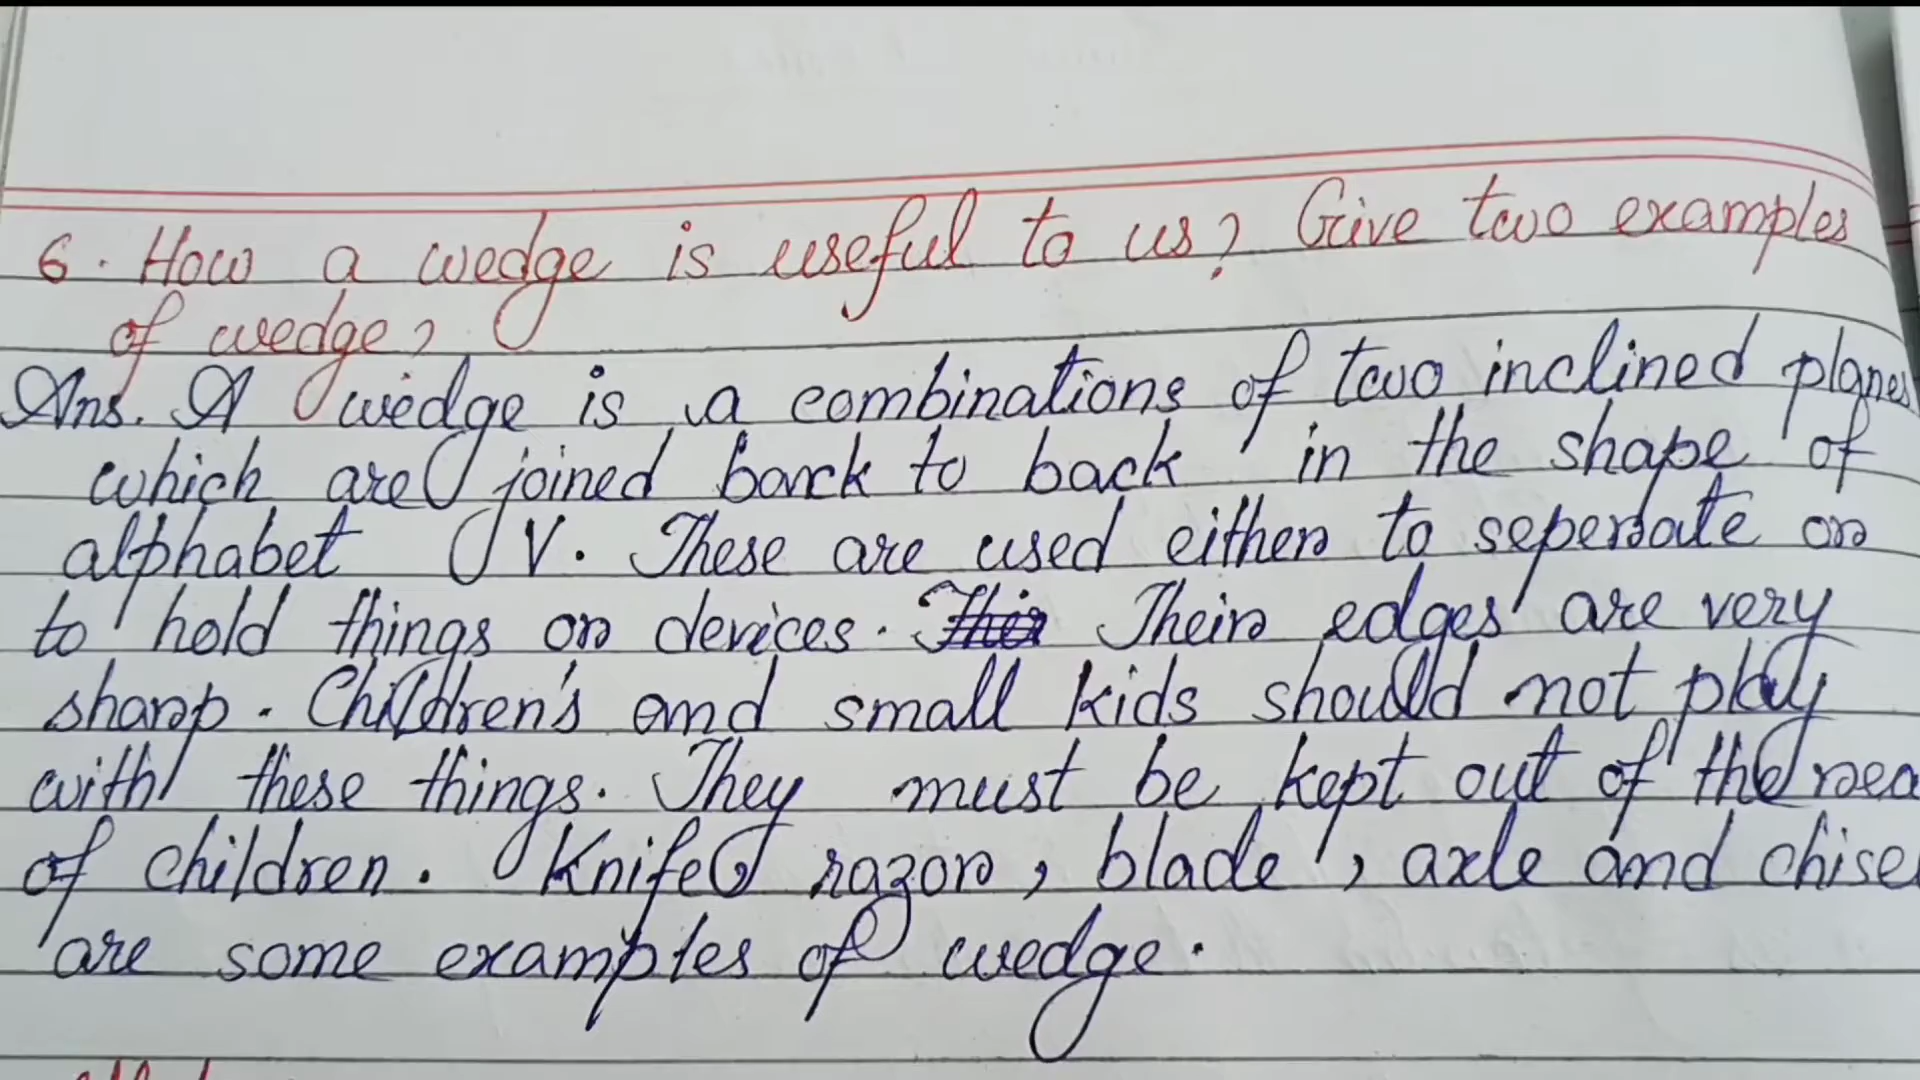 6. How a wedge is useful to us? Give two examples
of wedge?
Ans. A wedge is a combinations of two inclined planes
which are joined back to back in the shape of
alphabet V. These are used either to seperate or
to hold things or devices. Their edges are very
sharp. Children's and small kids should not play
with these things. They must be kept out of the rea
of children. Knife, razor, blade, axle and chisel
are some examples of wedge.